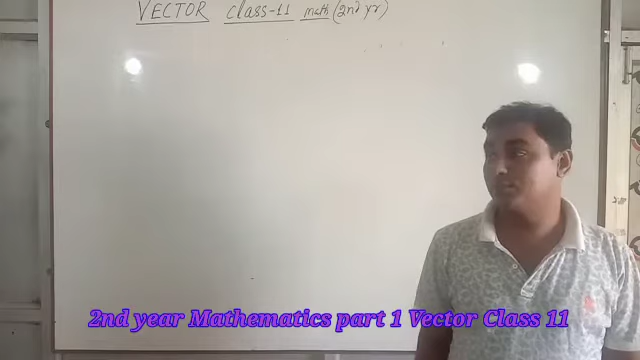 VECTOR Class-11 math (2nd yr)
2nd year Mathematics part 1 Vector Class 11